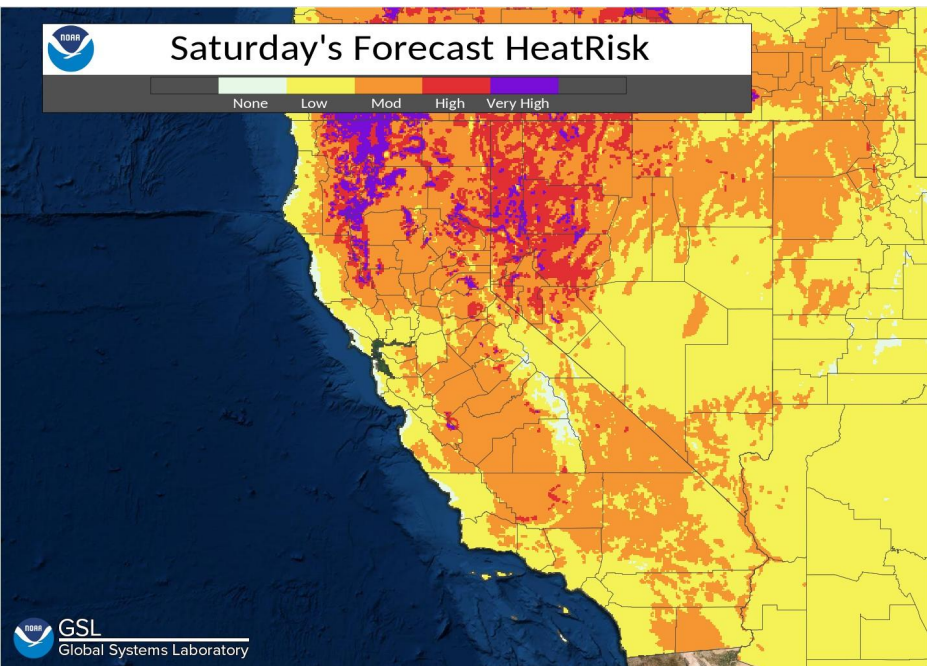 NOAA
Saturday's Forecast HeatRisk
None Low Mod High Very High
NOAA
GSL
Global Systems Laboratory